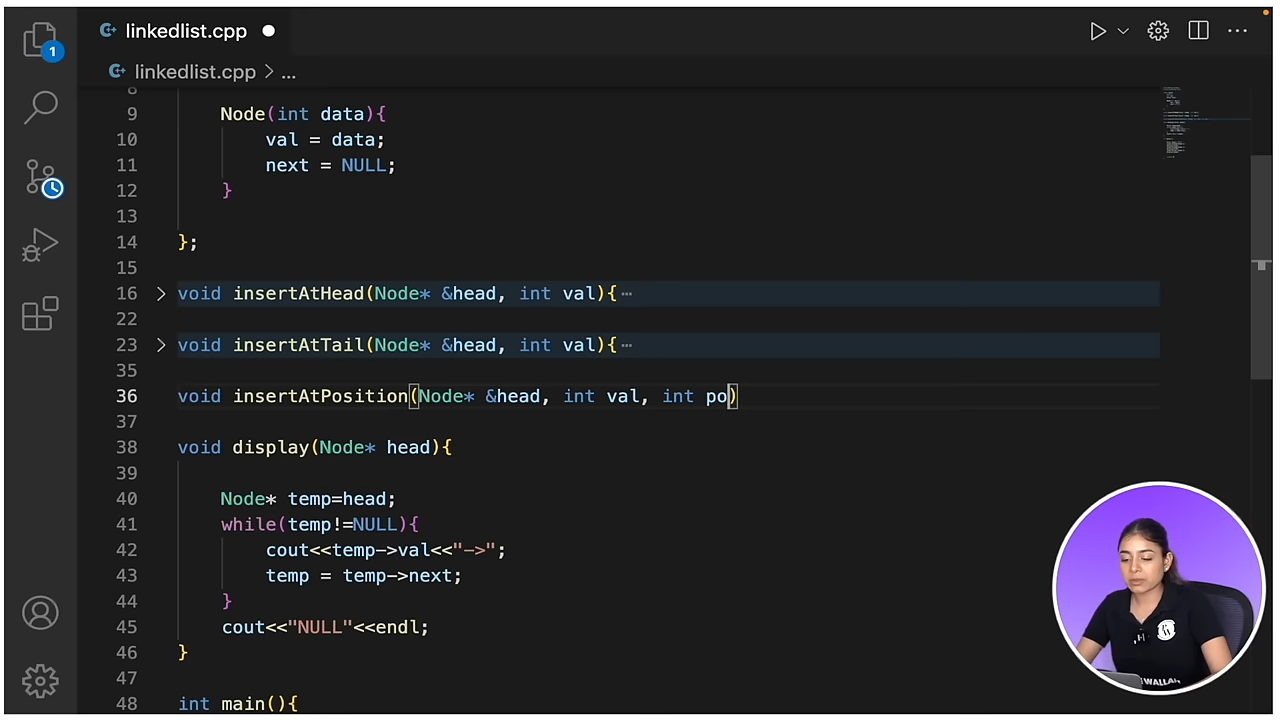 linkedlist.cpp
linkedlist.cpp > ...
1
8
9 Node(int data){
10 val = data;
11 next = NULL;
12 }
13
14 };
15
16 void insertAtHead(Node* &head, int val){ ⋯
22
23 void insertAtTail(Node* &head, int val){ ⋯
35
36 void insertAtPosition(Node* &head, int val, int po)
37
38 void display(Node* head){
39
40 Node* temp=head;
41 while(temp!=NULL){
42 cout<<temp->val<<"->";
43 temp = temp->next;
44 }
45 cout<<"NULL"<<endl;
46 }
47
48 int main(){